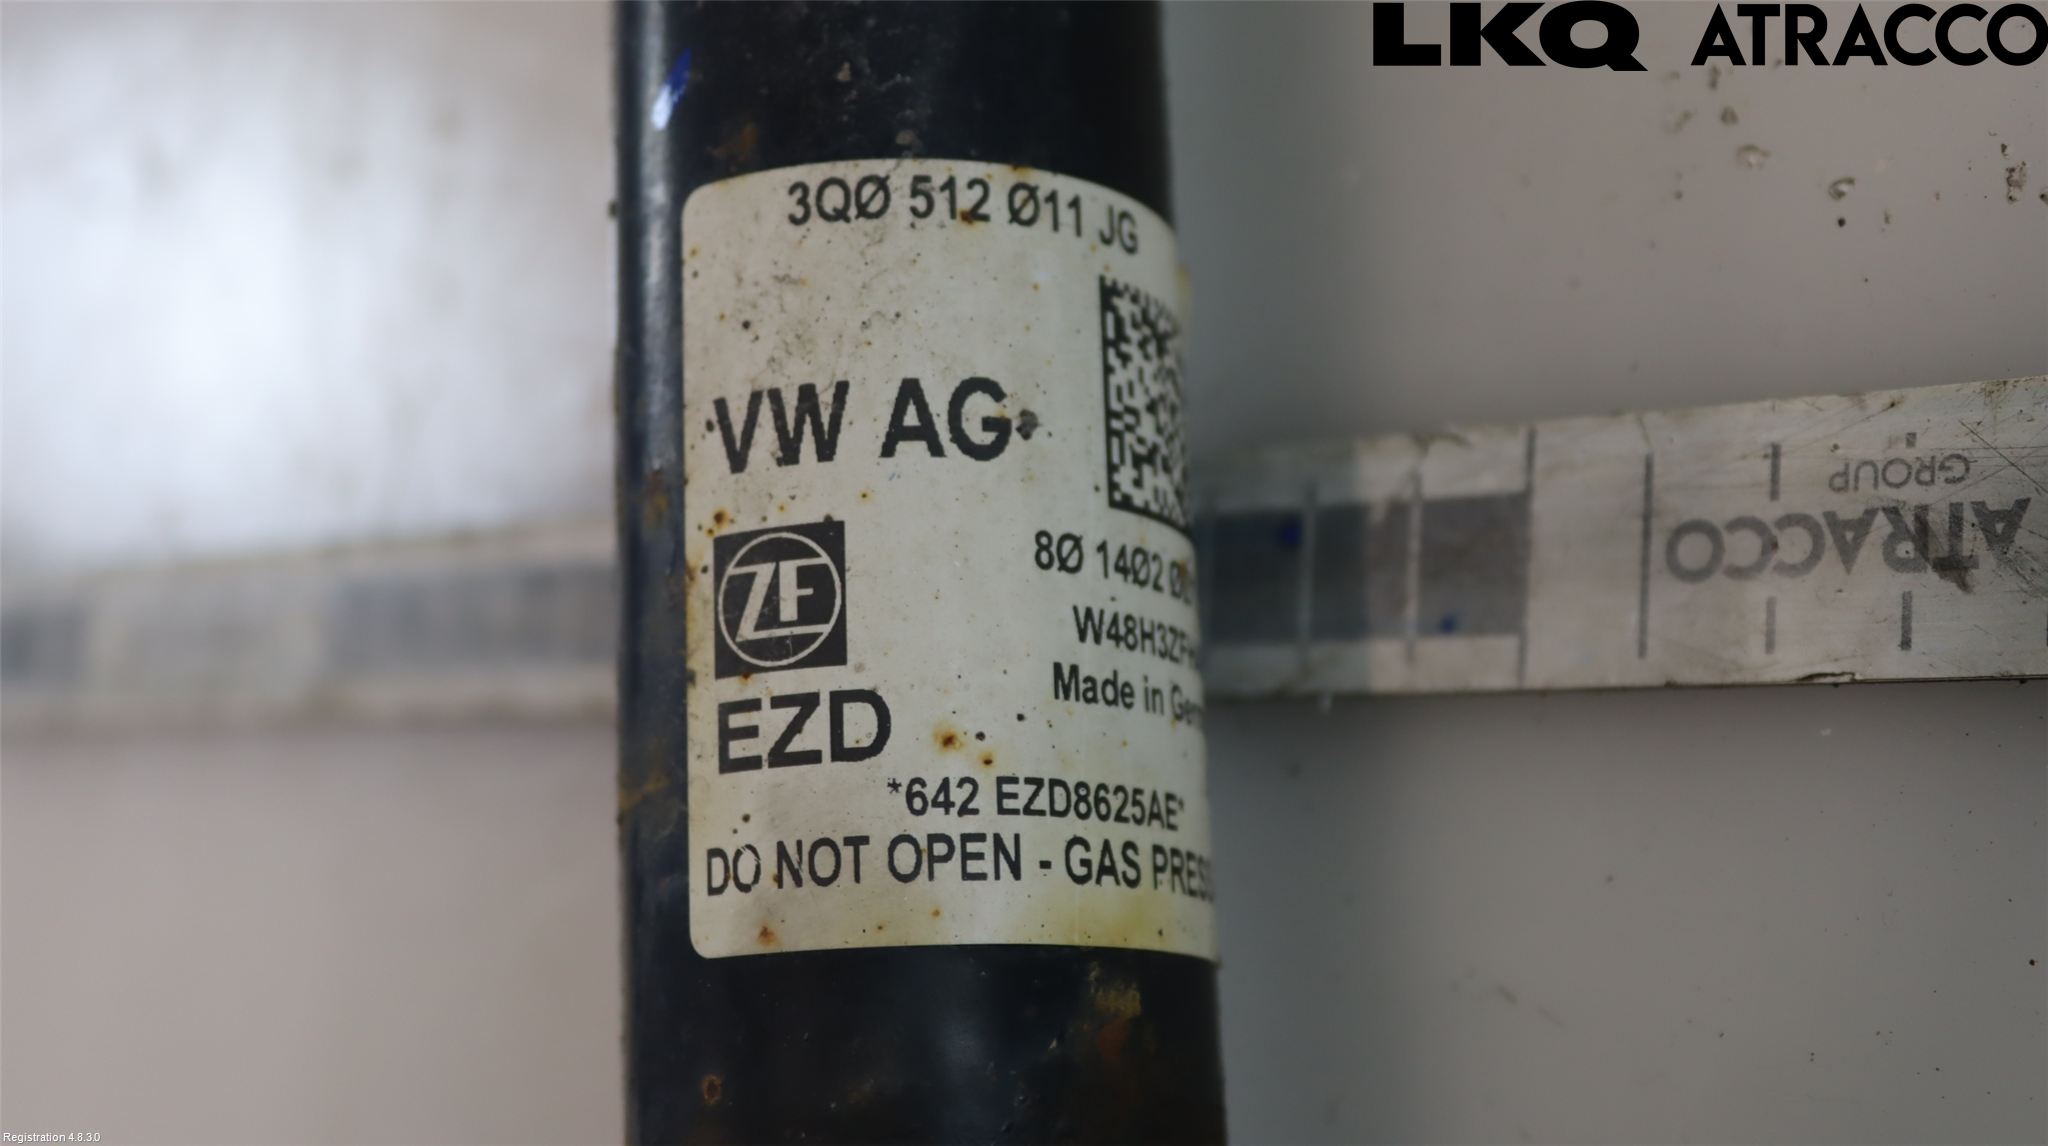 LKQ ATRACCO
3QØ 512 Ø11 JG
VW AG
8Ø 14Ø2
ZF
Made in
EZD
*642 EZD8625AE*
DO NOT OPEN - GAS
ATRACCO
GROUP
Registration 4.8.3.0